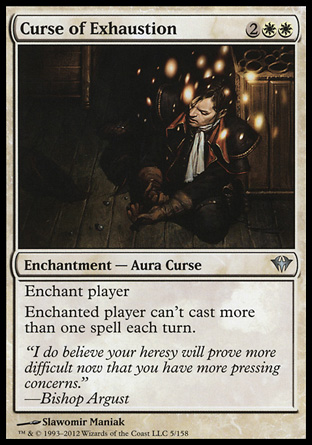 Curse of Exhaustion 2
Enchantment — Aura Curse
Enchant player
Enchanted player can't cast more
than one spell each turn.
“I do believe your heresy will prove more
difficult now that you have more pressing
concerns.”
—Bishop Argust
Slawomir Maniak
™ & © 1993–2012 Wizards of the Coast LLC 5/158